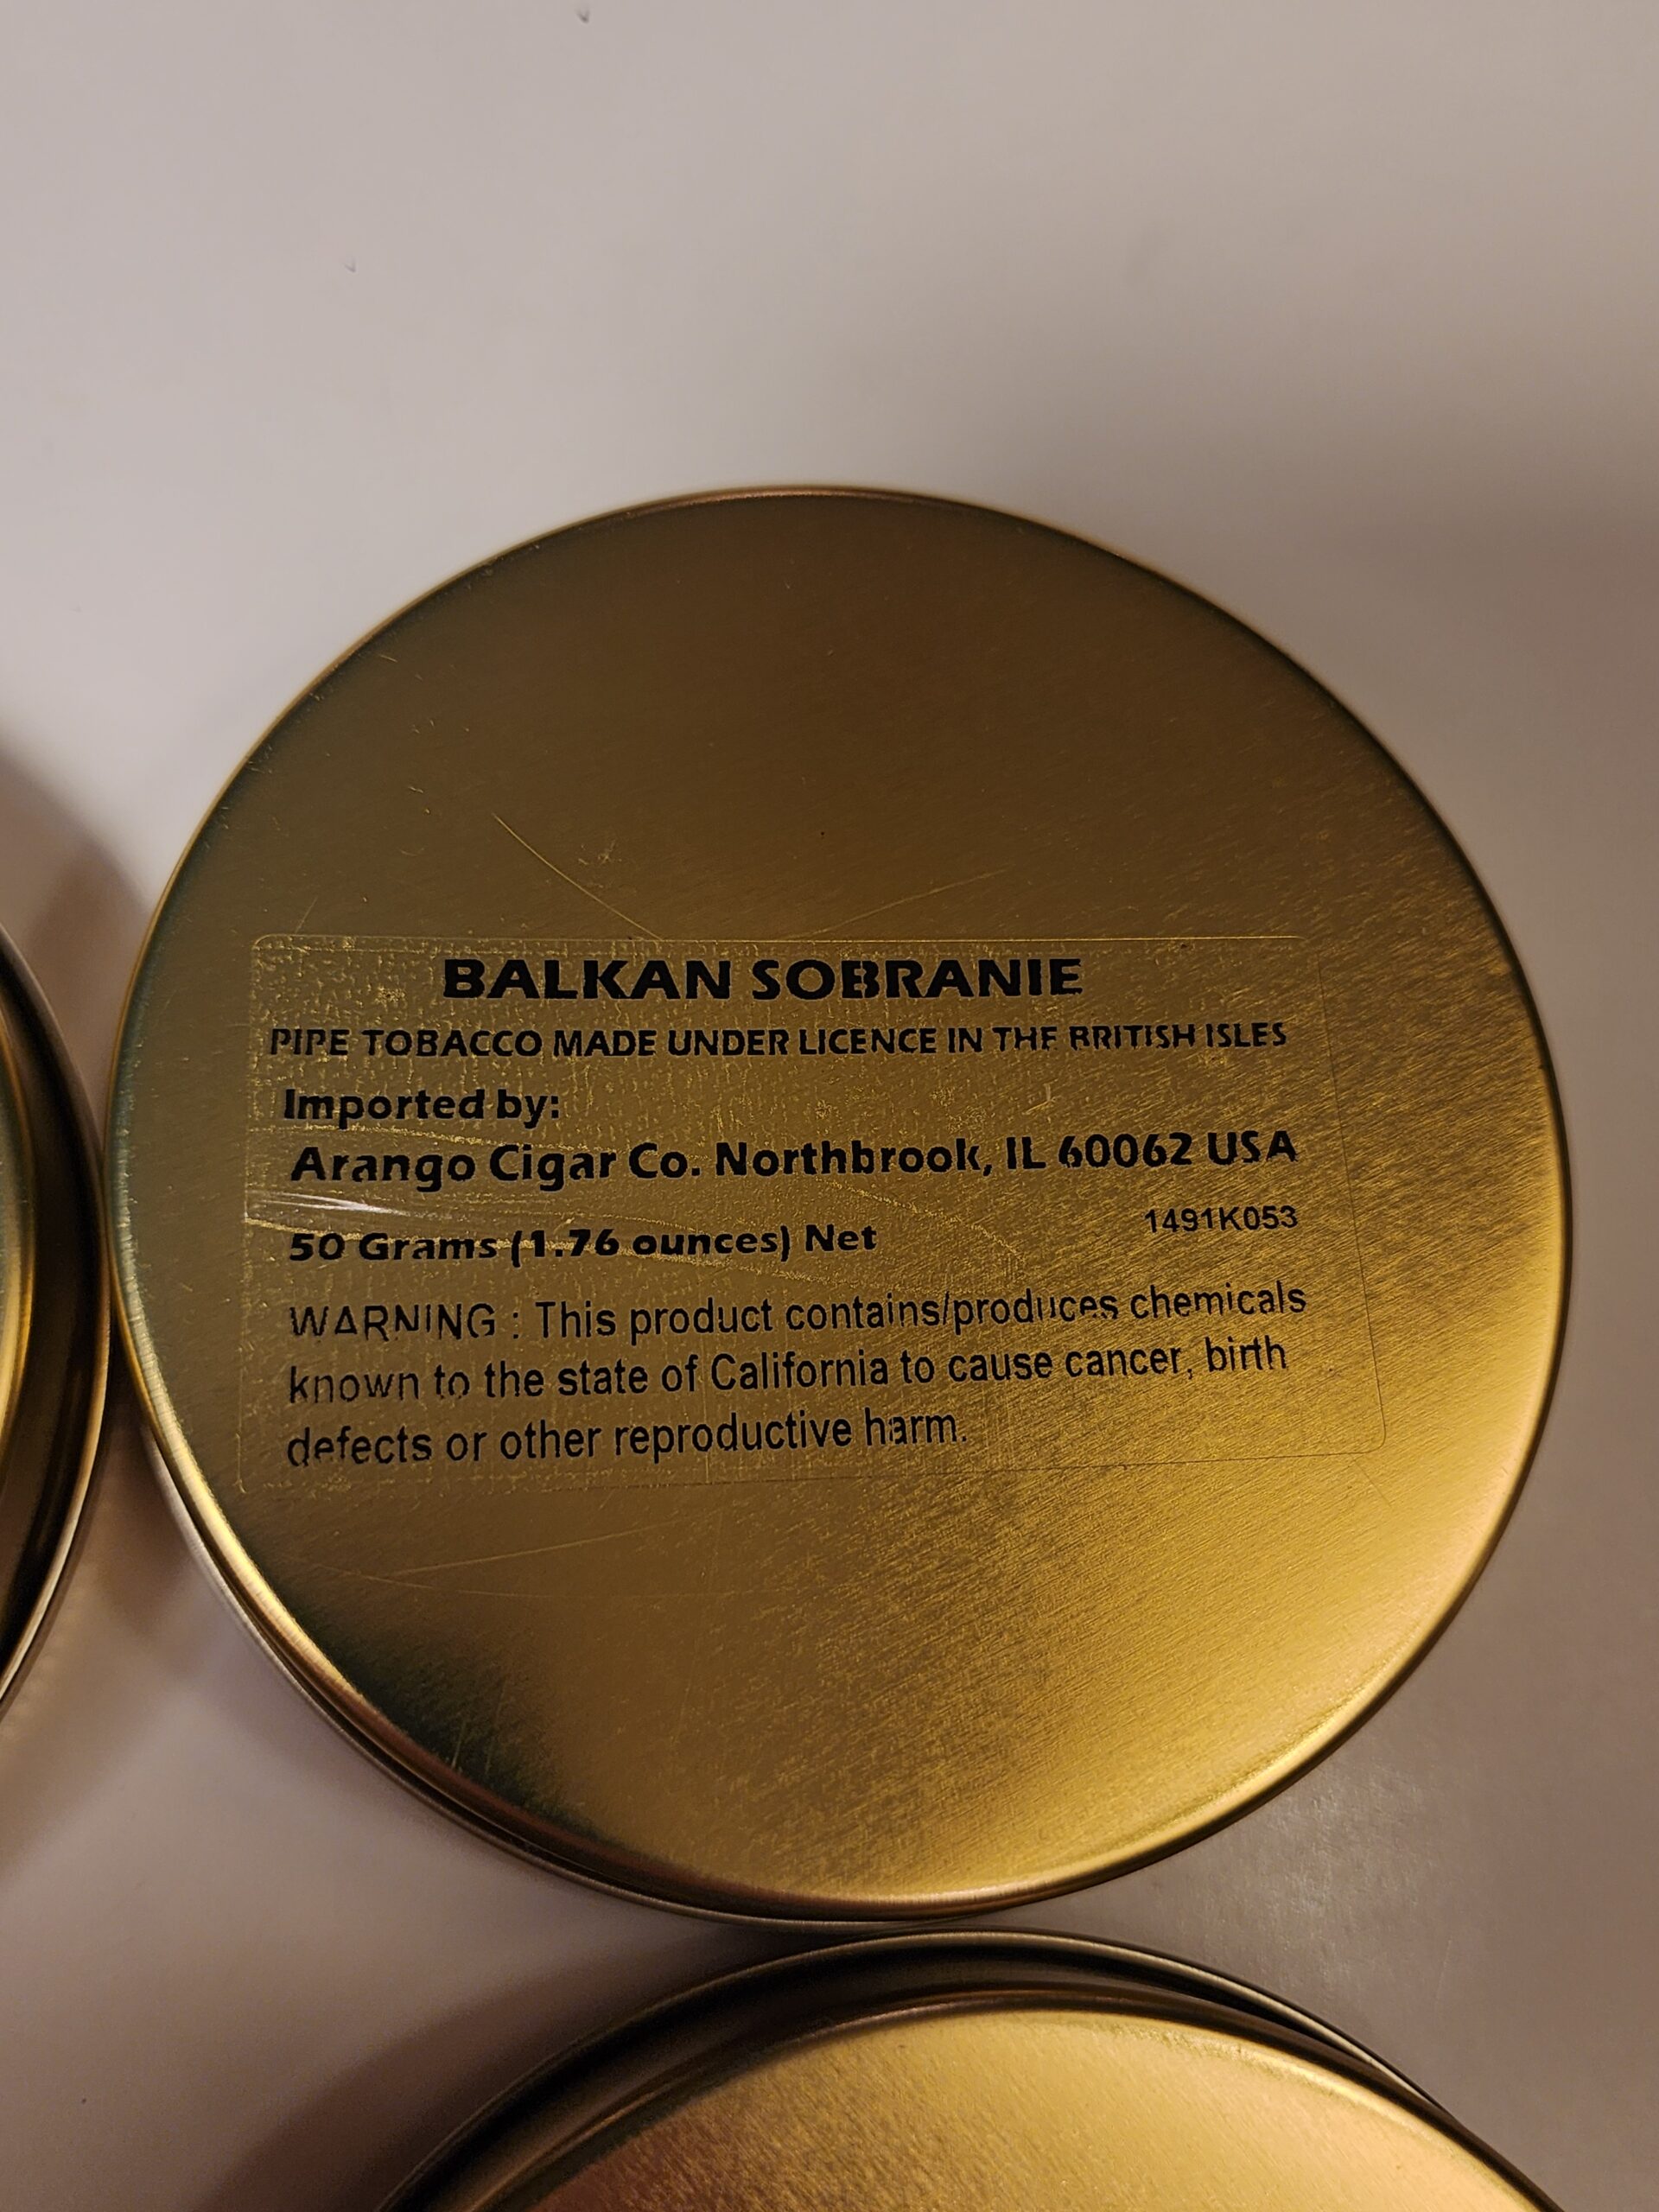 BALKAN SOBRANIE
PIPE TOBACCO MADE UNDER LICENCE IN THE BRITISH ISLES
Imported by:
Arango Cigar Co. Northbrook, IL 60062 USA
1491K053
50 Grams (1.76 ounces) Net
WARNING : This product contains/produces chemicals
known to the state of California to cause cancer, birth
defects or other reproductive harm.